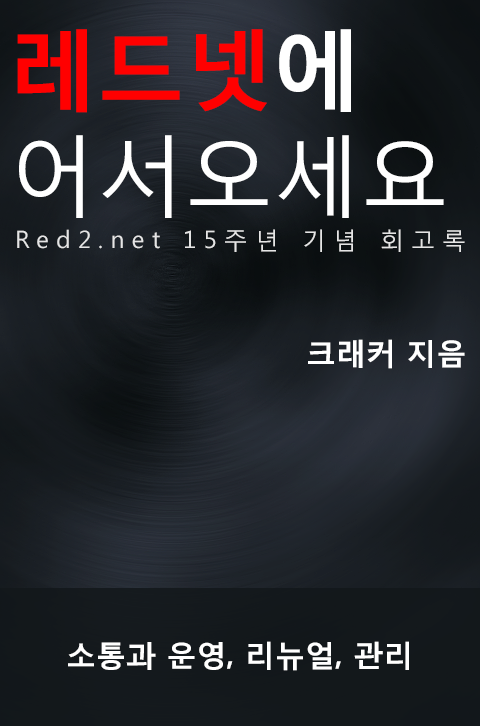 레드넷에
어서오세요
Red2.net 15주년 기념 회고록
크래커 지음
소통과 운영, 리뉴얼, 관리